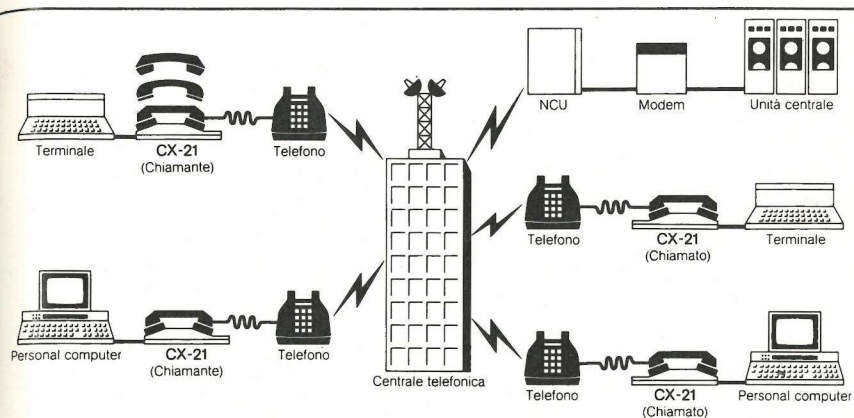 NCU
Modem
Unità centrale
Terminale
CX-21
(Chiamante)
Telefono
Telefono
CX-21
(Chiamato)
Terminale
Personal computer
CX-21
(Chiamante)
Telefono
Centrale telefonica
Telefono
CX-21
(Chiamato)
Personal computer